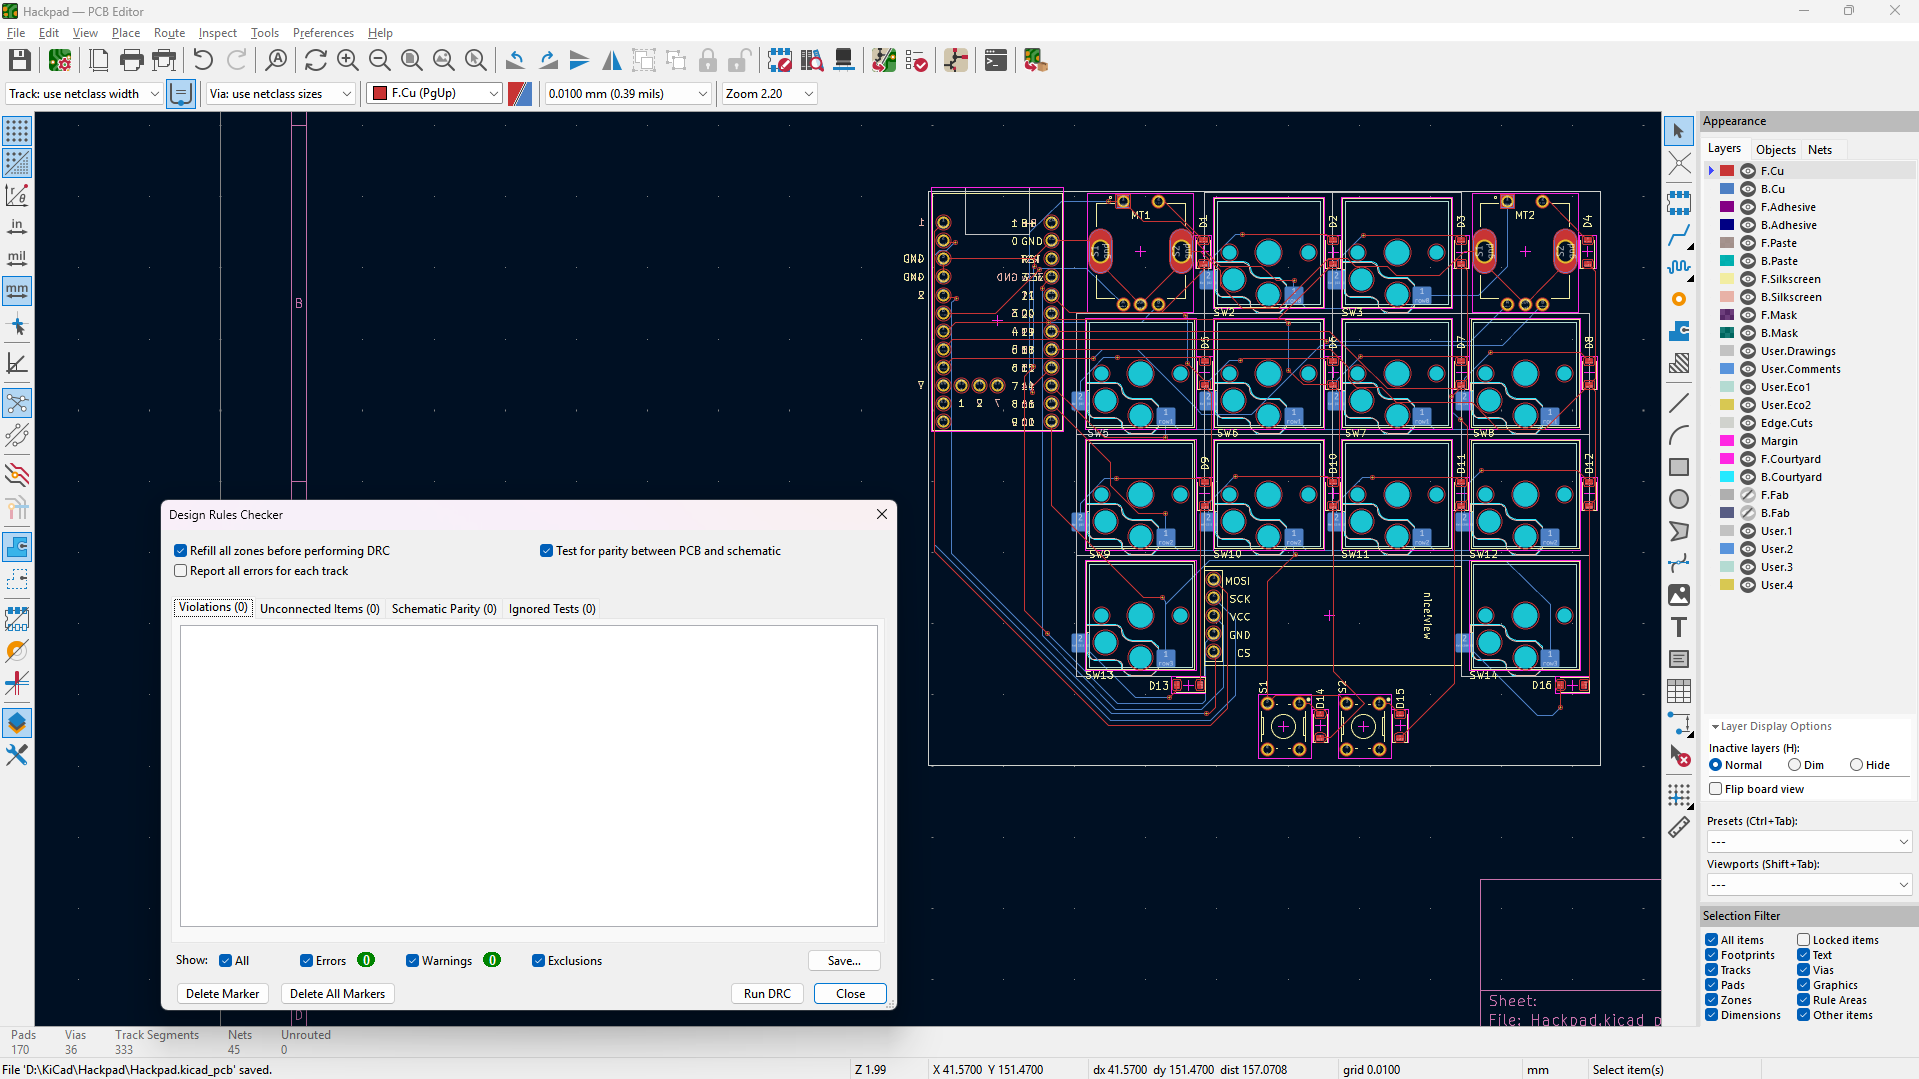 Hackpad — PCB Editor
File Edit View Place Route Inspect Tools Preferences Help
Track: use netclass width
Via: use netclass sizes
F.Cu (PgUp)
0.0100 mm (0.39 mils)
Zoom 2.20
in
mil
mm
B
D
GND
GND
GND
MT1
D1
D2
D3
MT2
D4
SW2
SW3
D5
D6
D7
D8
SW5
SW6
SW7
SW8
D9
D10
D11
D12
SW9
SW10
SW11
SW12
MOSI
SCK
VCC
GND
CS
nice!view
SW13
D13
S1
D14
S2
D15
SW14
D16
Sheet:
File: Hackpad.kicad_p
Design Rules Checker
Refill all zones before performing DRC
Test for parity between PCB and schematic
Report all errors for each track
Violations (0)
Unconnected Items (0)
Schematic Parity (0)
Ignored Tests (0)
Show:
All
Errors 0
Warnings 0
Exclusions
Save...
Delete Marker
Delete All Markers
Run DRC
Close
Appearance
Layers Objects Nets
F.Cu
B.Cu
F.Adhesive
B.Adhesive
F.Paste
B.Paste
F.Silkscreen
B.Silkscreen
F.Mask
B.Mask
User.Drawings
User.Comments
User.Eco1
User.Eco2
Edge.Cuts
Margin
F.Courtyard
B.Courtyard
F.Fab
B.Fab
User.1
User.2
User.3
User.4
Layer Display Options
Inactive layers (H):
Normal Dim Hide
Flip board view
Presets (Ctrl+Tab):
---
Viewports (Shift+Tab):
---
Selection Filter
All items Locked items
Footprints Text
Tracks Vias
Pads Graphics
Zones Rule Areas
Dimensions Other items
Pads Vias Track Segments Nets Unrouted
170 36 333 45 0
File 'D:\KiCad\Hackpad\Hackpad.kicad_pcb' saved.
Z 1.99
X 41.5700 Y 151.4700
dx 41.5700 dy 151.4700 dist 157.0708
grid 0.0100
mm
Select item(s)